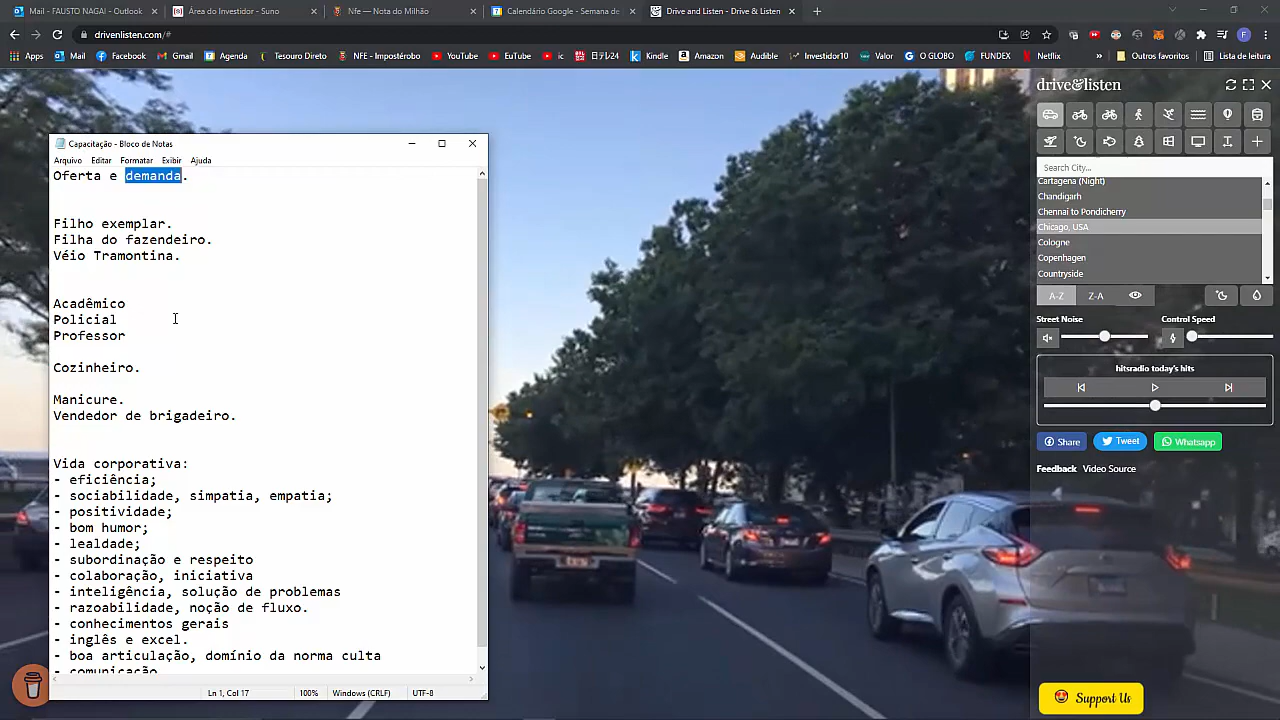 Mail - FAUSTO NAGAI - Outlook
Área do Investidor - Suno
Nfe — Nota do Milhão
Calendário Google - Semana de
Drive and Listen - Drive & Listen
drivenlisten.com/#
Apps
Mail
Facebook
Gmail
Agenda
Tesouro Direto
NFE - Impostérobo
YouTube
EuTube
ic
日テレ24
Kindle
Amazon
Audible
Investidor10
Valor
O GLOBO
FUNDEX
Netflix
»
Outros favoritos
Lista de leitura
Capacitação - Bloco de Notas
Arquivo Editar Formatar Exibir Ajuda
Oferta e demanda.
Filho exemplar.
Filha do fazendeiro.
Véio Tramontina.
Acadêmico
Policial
Professor
Cozinheiro.
Manicure.
Vendedor de brigadeiro.
Vida corporativa:
- eficiência;
- sociabilidade, simpatia, empatia;
- positividade;
- bom humor;
- lealdade;
- subordinação e respeito
- colaboração, iniciativa
- inteligência, solução de problemas
- razoabilidade, noção de fluxo.
- conhecimentos gerais
- inglês e excel.
- boa articulação, domínio da norma culta
- comunicação
Ln 1, Col 17
100%
Windows (CRLF)
UTF-8
drive&listen
Search City...
Cartagena (Night)
Chandigarh
Chennai to Pondicherry
Chicago, USA
Cologne
Copenhagen
Countryside
A-Z
Z-A
Street Noise
Control Speed
hitsradio today's hits
Share
Tweet
Whatsapp
Feedback Video Source
Support Us